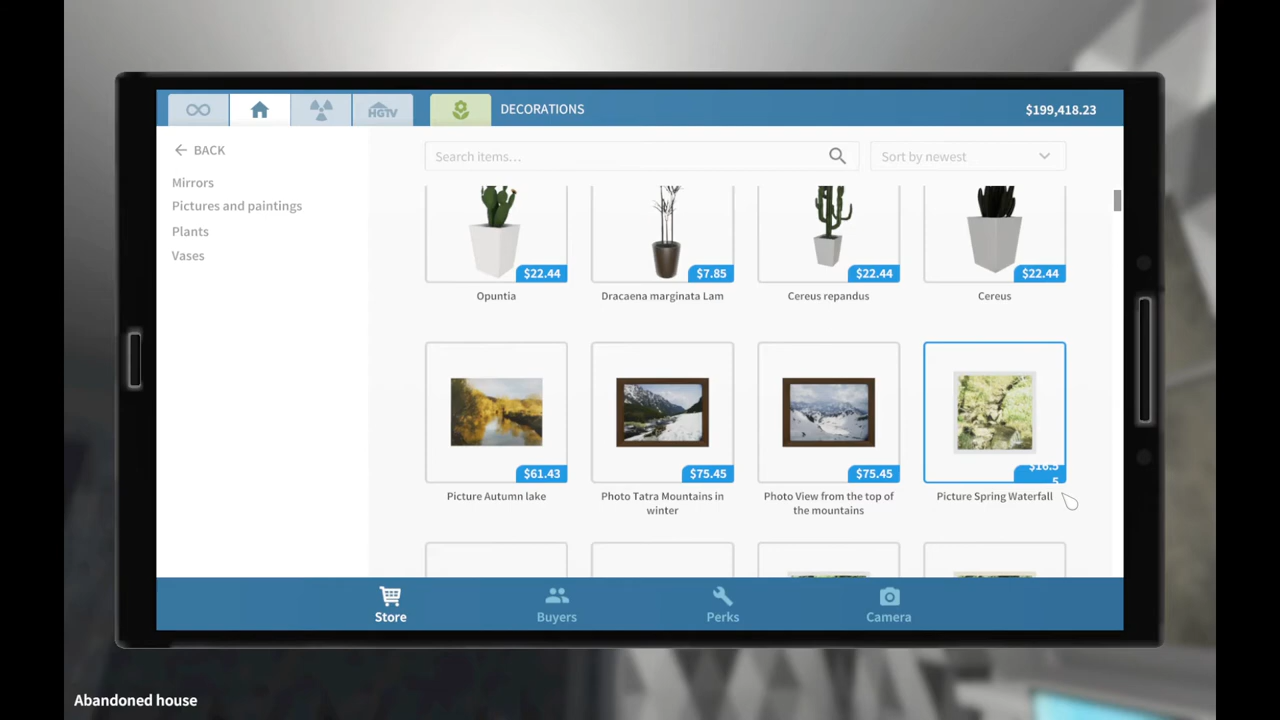 HGTV
DECORATIONS
$199,418.23
BACK
Search items...
Sort by newest
Mirrors
Pictures and paintings
Plants
Vases
$22.44
$7.85
$22.44
$22.44
Opuntia
Dracaena marginata Lam
Cereus repandus
Cereus
$61.43
$75.45
$75.45
$16.5
5
Picture Autumn lake
Photo Tatra Mountains in
winter
Photo View from the top of
the mountains
Picture Spring Waterfall
Store
Buyers
Perks
Camera
Abandoned house